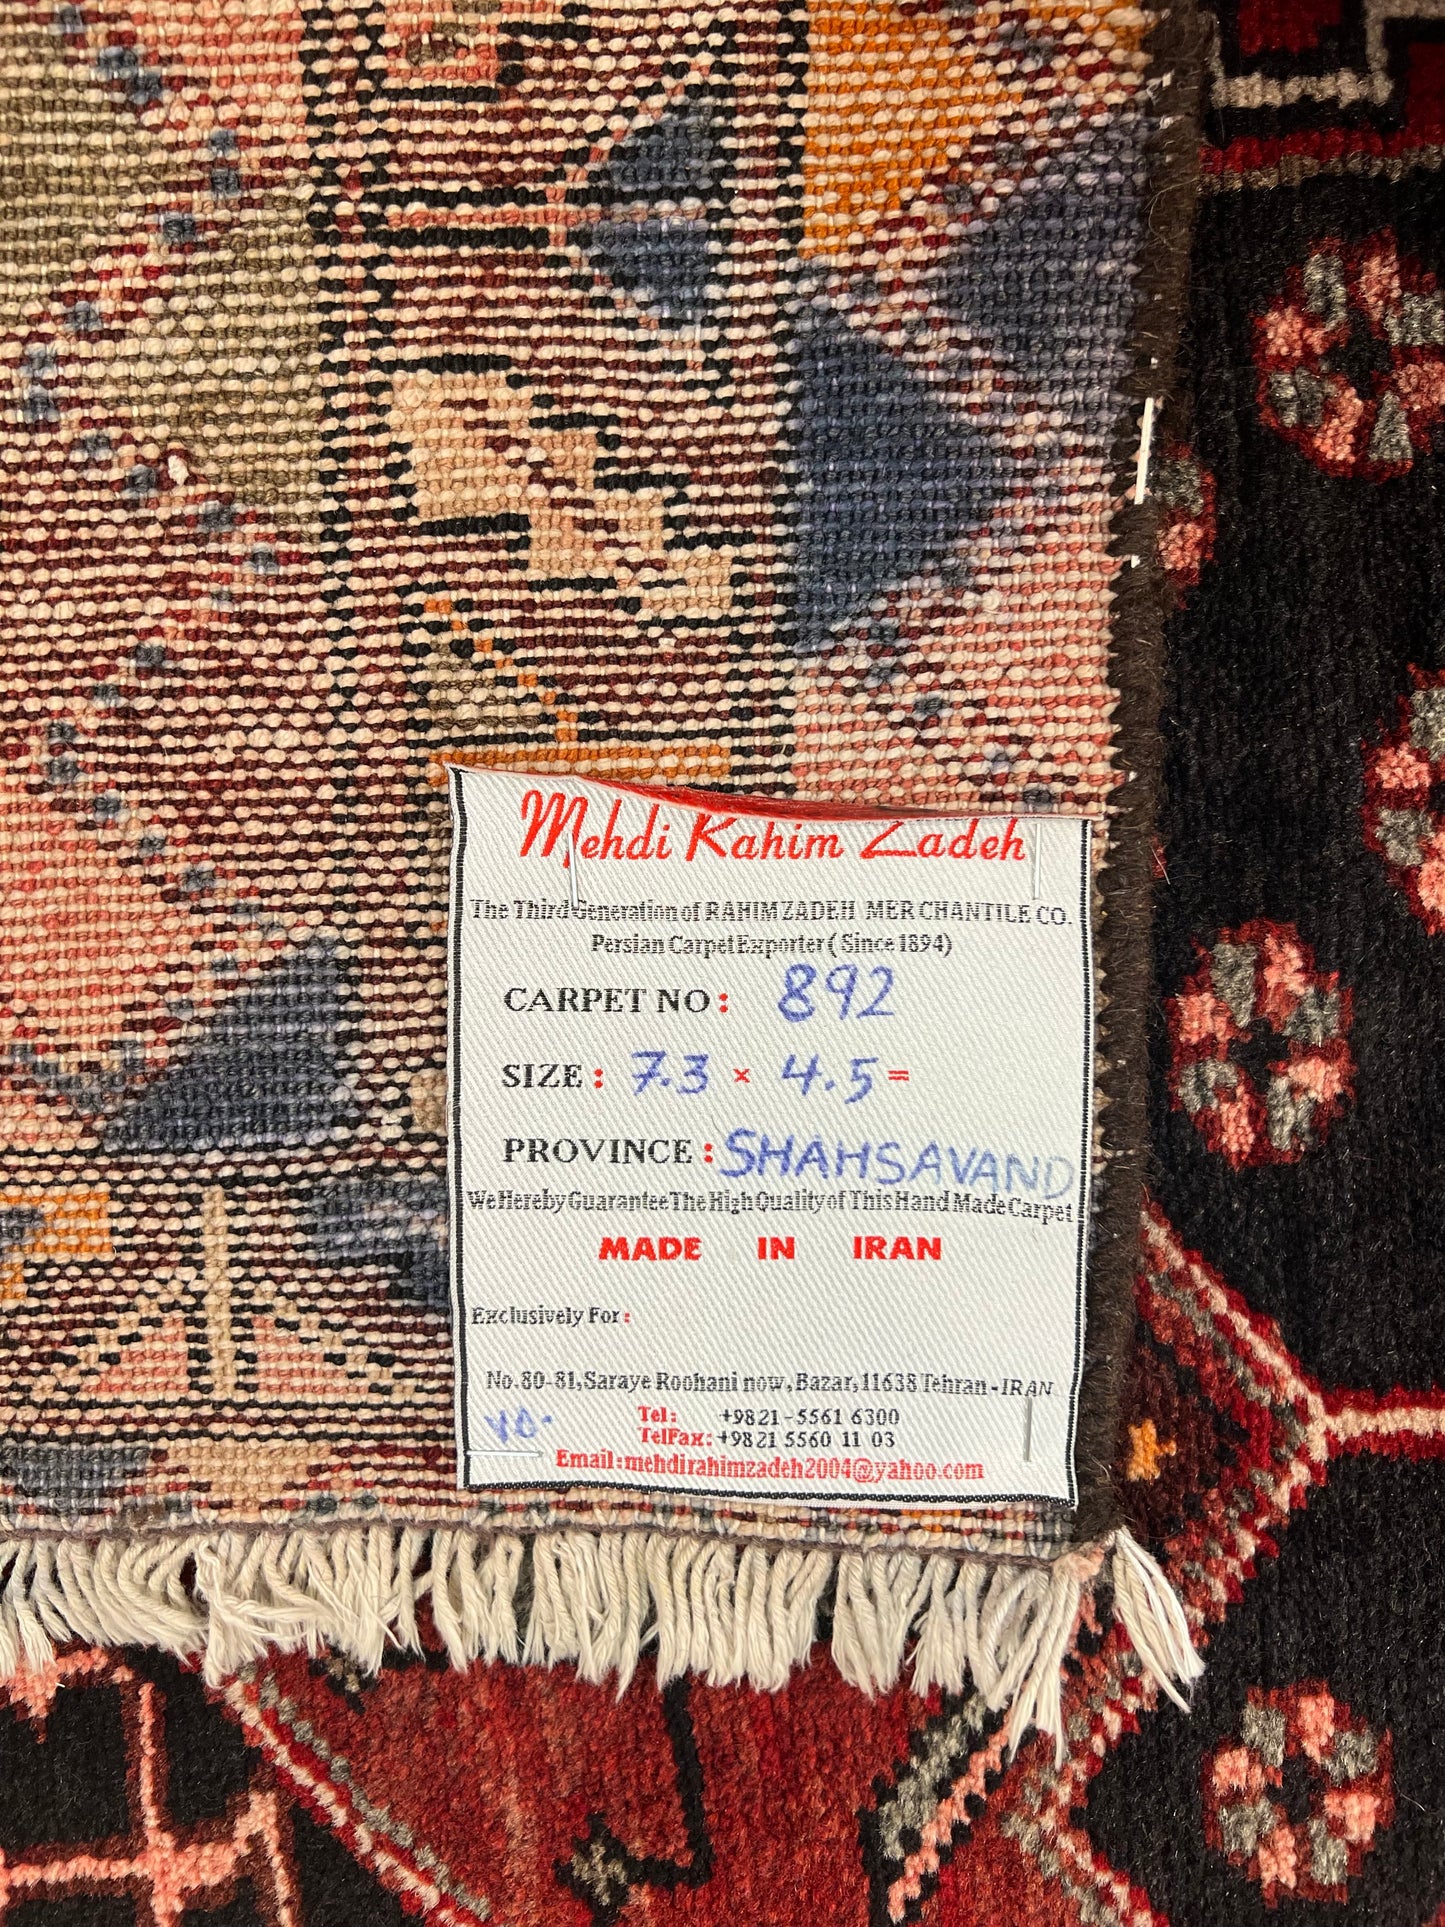 Mehdi Rahim Zadeh
The Third Generation of RAHIMZADEH MERCHANTILE CO.
Persian Carpet Exporter ( Since 1894)
CARPET NO : 892
SIZE : 7.3 × 4.5 =
PROVINCE : SHAHSAVAND
We Hereby Guarantee The High Quality of This Hand Made Carpet
MADE IN IRAN
Exclusively For :
No.80-81, Saraye Roohani now, Bazar, 11638 Tehran - IRAN
Tel: +9821-5561 6300
TelFax: +9821 5560 11 03
Email:mehdirahimzadeh2004@yahoo.com